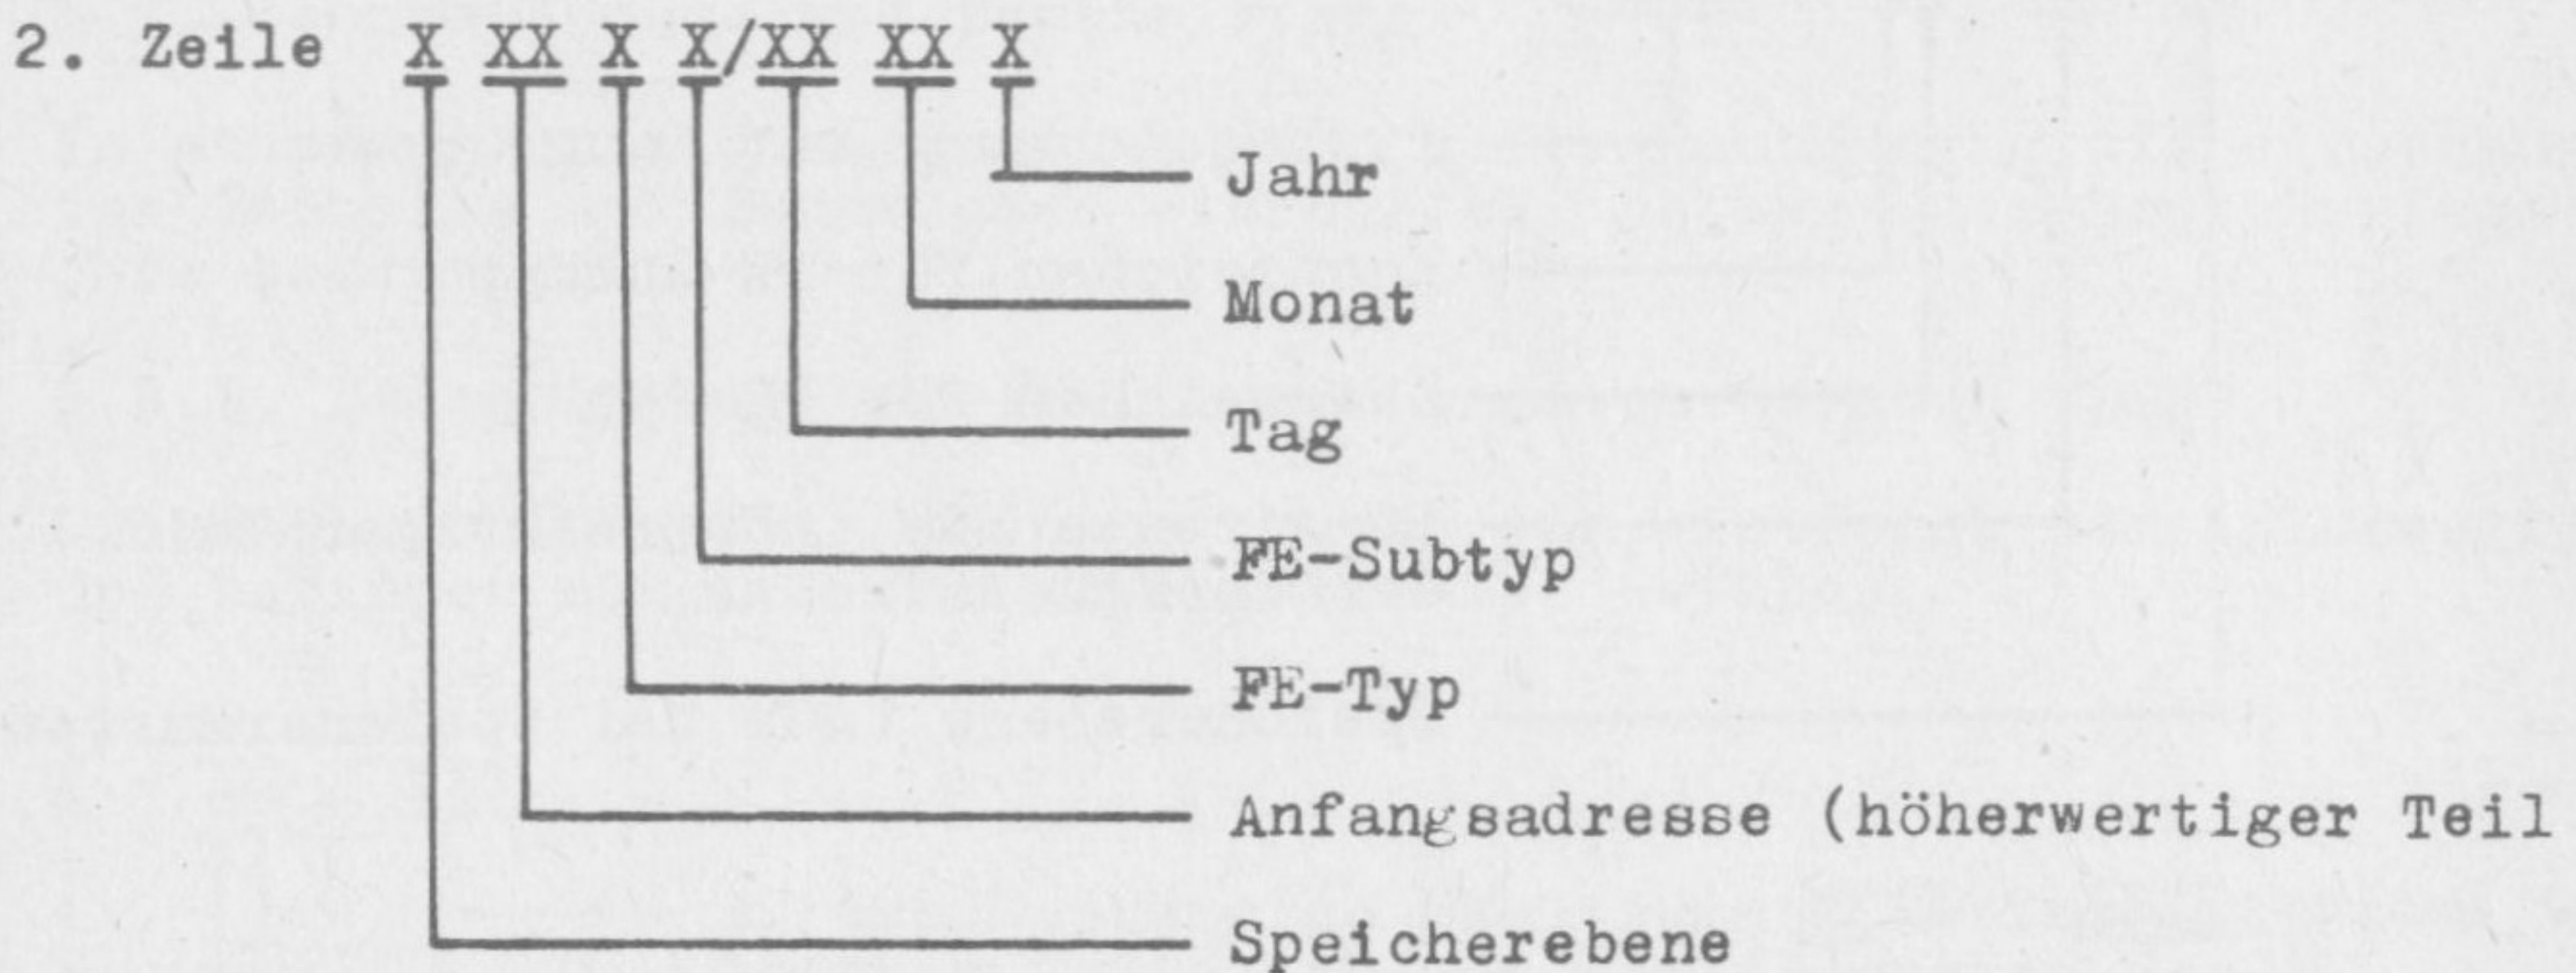 2. Zeile X XX X X/XX XX X
Jahr
Monat
Tag
FE-Subtyp
FE-Typ
Anfangsadresse (höherwertiger Teil
Speicherebene